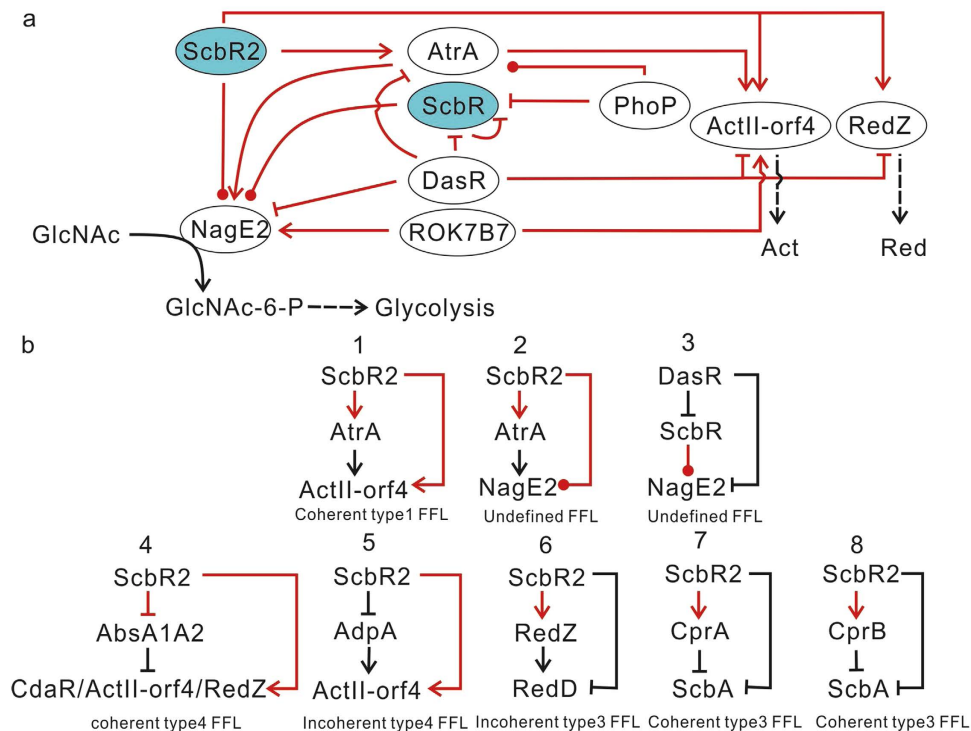 a
ScbR2
AtrA
ScbR
PhoP
ActII-orf4
RedZ
DasR
NagE2
ROK7B7
GlcNAc
Act
Red
GlcNAc-6-P
Glycolysis
b
1
2
3
ScbR2
ScbR2
DasR
AtrA
AtrA
ScbR
ActII-orf4
NagE2
NagE2
Coherent type1 FFL
Undefined FFL
Undefined FFL
4
5
6
7
8
ScbR2
ScbR2
ScbR2
ScbR2
ScbR2
AbsA1A2
AdpA
RedZ
CprA
CprB
CdaR/ActII-orf4/RedZ
ActII-orf4
RedD
ScbA
ScbA
coherent type4 FFL
Incoherent type4 FFL
Incoherent type3 FFL
Coherent type3 FFL
Coherent type3 FFL